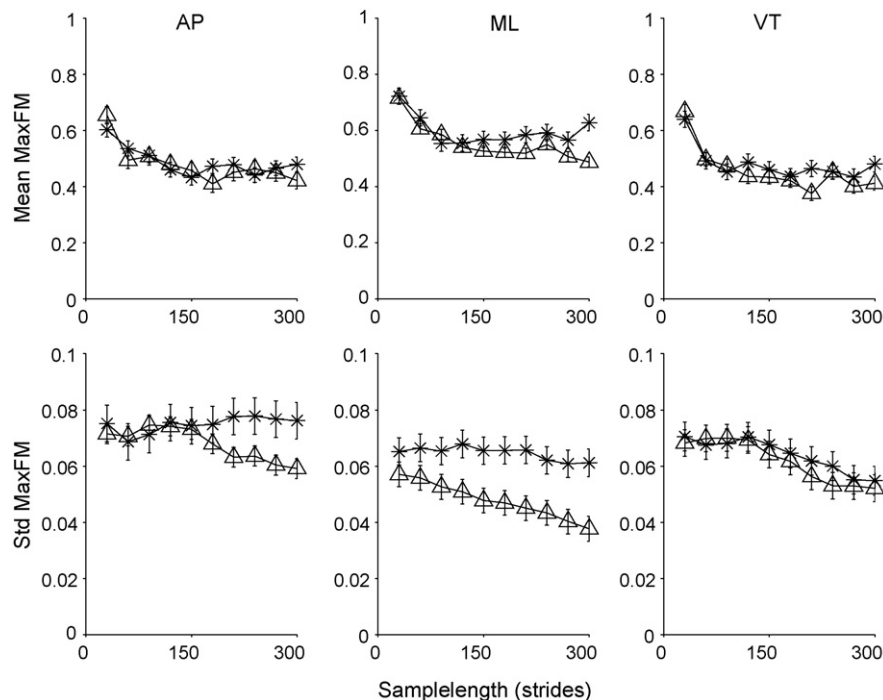 AP ML VT
Mean MaxFM
1 1 1
0.8 0.8 0.8
0.6 0.6 0.6
0.4 0.4 0.4
0.2 0.2 0.2
0 0 0
0 150 300 0 150 300 0 150 300
Std MaxFM
0.1 0.1 0.1
0.08 0.08 0.08
0.06 0.06 0.06
0.04 0.04 0.04
0.02 0.02 0.02
0 0 0
0 150 300 0 150 300 0 150 300
Samplelength (strides)